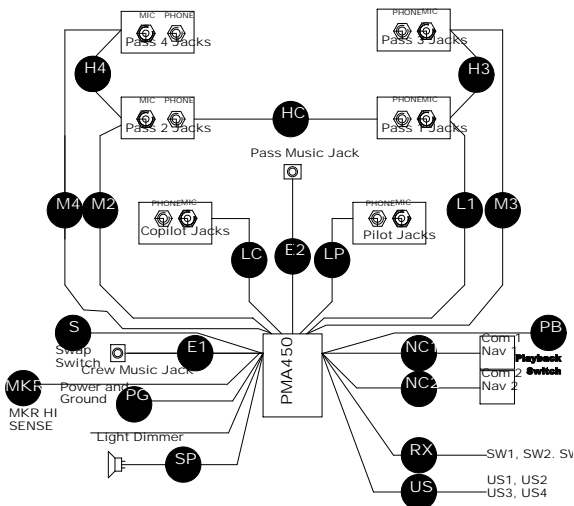 MIC PHONE
Pass 4 Jacks
PHONE MIC
Pass 3 Jacks
H4
H3
MIC PHONE
Pass 2 Jacks
HC
PHONE MIC
Pass 1 Jacks
Pass Music Jack
M4
M2
L1
M3
PHONE MIC
Copilot Jacks
PHONE MIC
Pilot Jacks
LC
E2
LP
S
Swap
Switch
PB
Playback
Switch
E1
Crew Music Jack
PMA450
NC1
Com 1
Nav 1
NC2
Com 2
Nav 2
MKR
MKR HI
SENSE
Power and
Ground
PG
Light Dimmer
SP
RX
SW1, SW2. SW
US
US1, US2
US3, US4